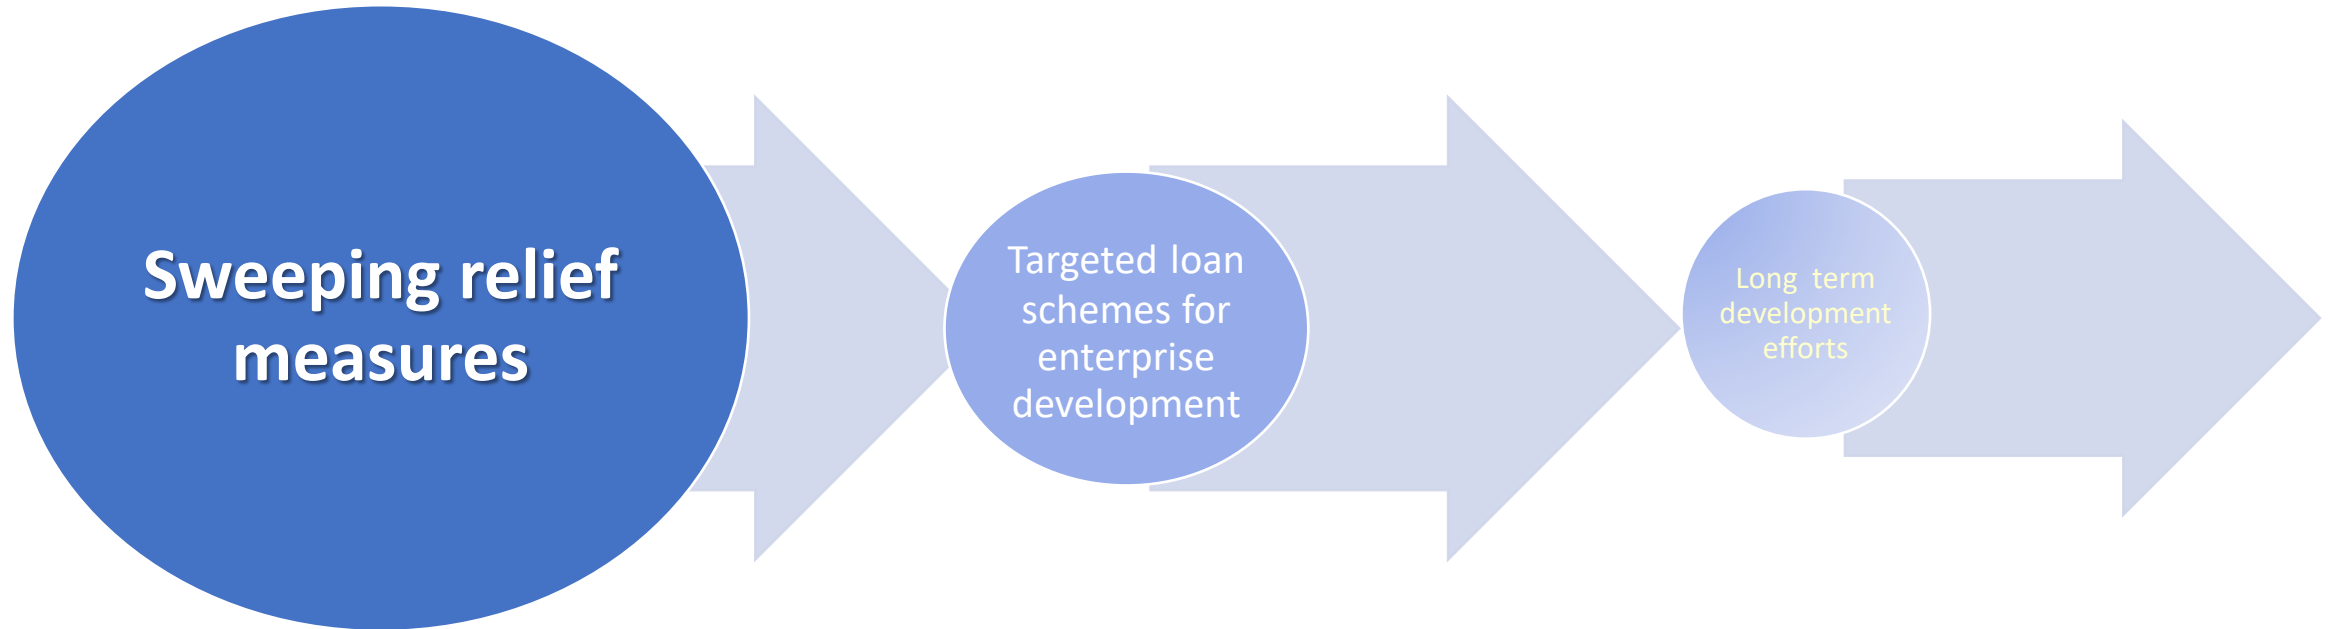 Sweeping relief
measures
Targeted loan
schemes for
enterprise
development
Long term
development
efforts